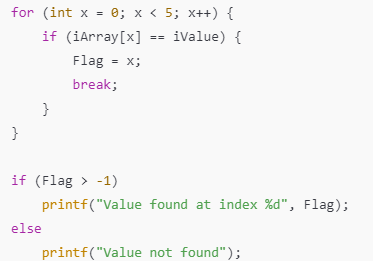 for (int x = 0; x < 5; x++) {
    if (iArray[x] == iValue) {
        Flag = x;
        break;
    }
}
if (Flag > -1)
    printf("Value found at index %d", Flag);
else
    printf("Value not found");